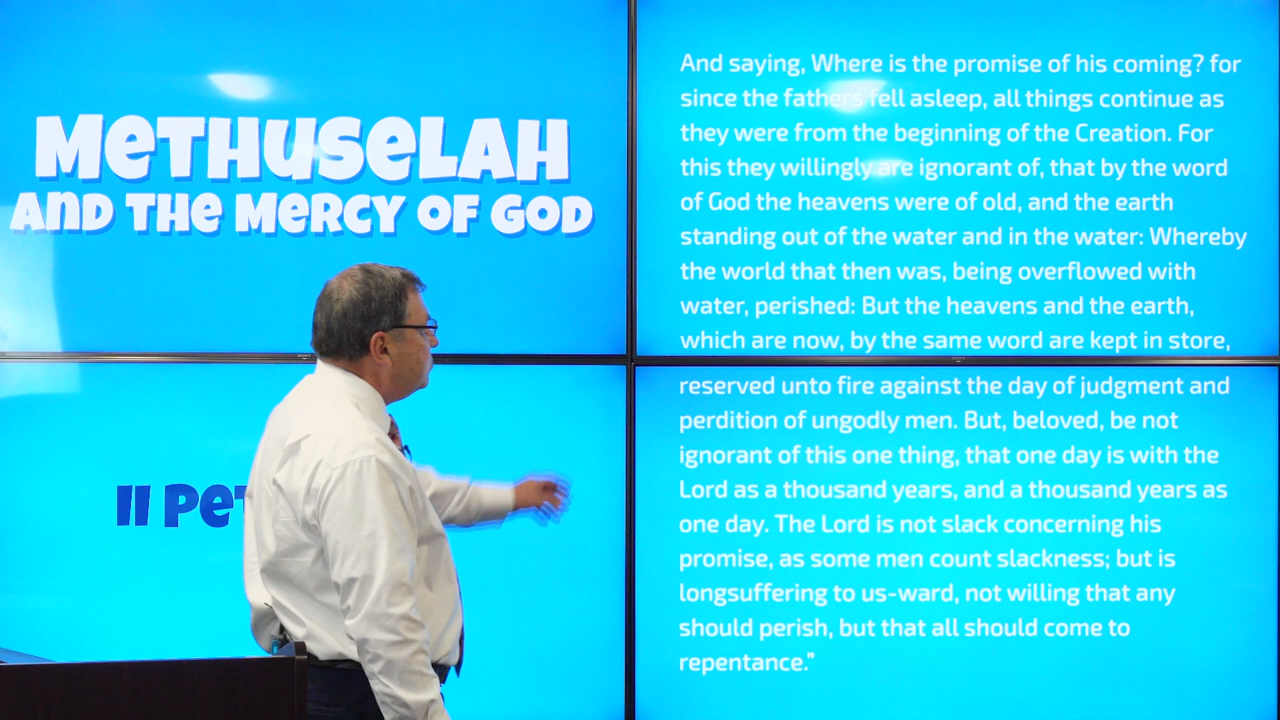 Methuselah
and the Mercy of God
II Pet
And saying, Where is the promise of his coming? for
since the fathers fell asleep, all things continue as
they were from the beginning of the Creation. For
this they willingly are ignorant of, that by the word
of God the heavens were of old, and the earth
standing out of the water and in the water: Whereby
the world that then was, being overflowed with
water, perished: But the heavens and the earth,
which are now, by the same word are kept in store,
reserved unto fire against the day of judgment and
perdition of ungodly men. But, beloved, be not
ignorant of this one thing, that one day is with the
Lord as a thousand years, and a thousand years as
one day. The Lord is not slack concerning his
promise, as some men count slackness; but is
longsuffering to us-ward, not willing that any
should perish, but that all should come to
repentance.”